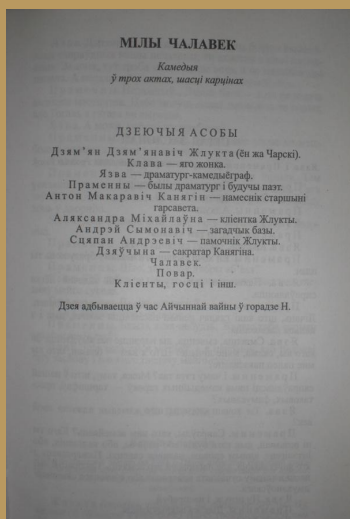 МІЛЫ ЧАЛАВЕК
Камедыя
ў трох актах, шасці карцінах
ДЗЕЮЧЫЯ АСОБЫ
Дзям’ян Дзям’янавіч Жлукта (ён жа Чарскі).
Клава — яго жонка.
Язва — драматург-камедыёграф.
Праменны — былы драматург і будучы паэт.
Антон Макаравіч Канягін — намеснік старшыні
гарсавета.
Аляксандра Міхайлаўна — кліентка Жлукты.
Андрэй Сымонавіч — загадчык базы.
Сцяпан Андрэевіч — памочнік Жлукты.
Дзяўчына — сакратар Канягіна.
Чалавек.
Повар.
Кліенты, госці і інш.
Дзея адбываецца ў час Айчыннай вайны ў горадзе Н.